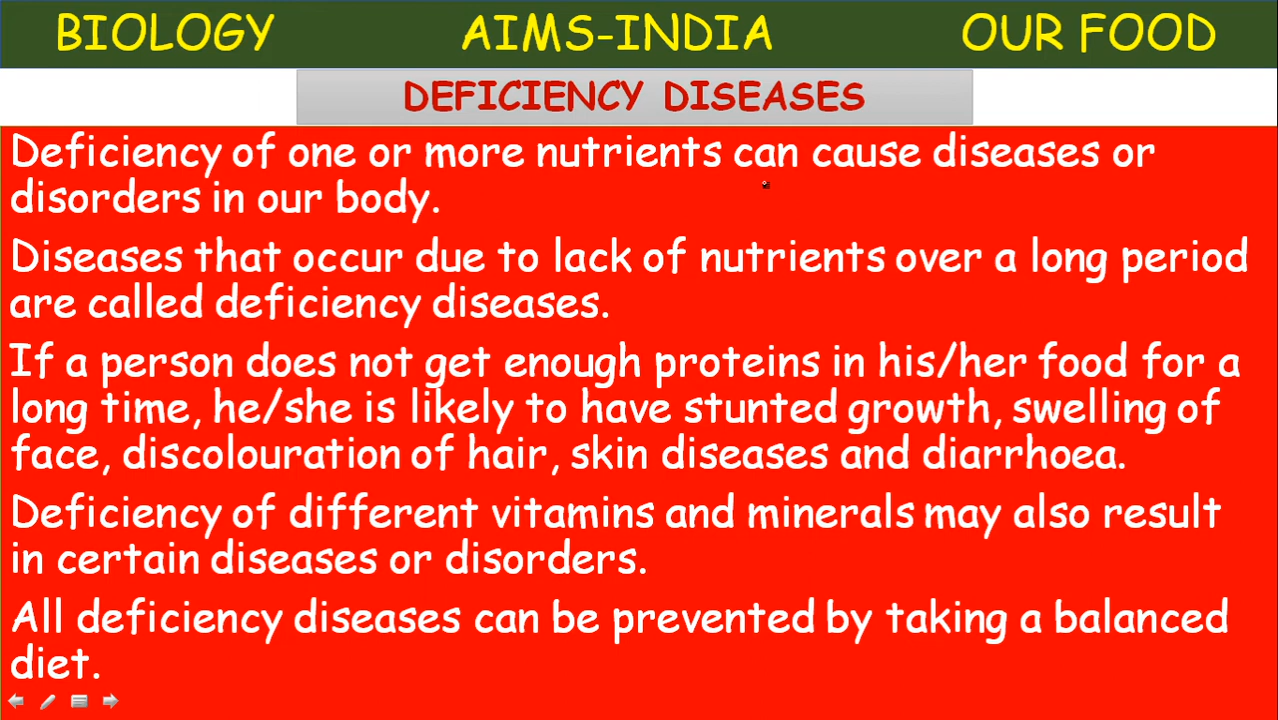 BIOLOGY AIMS-INDIA OUR FOOD
DEFICIENCY DISEASES
Deficiency of one or more nutrients can cause diseases or
disorders in our body.
Diseases that occur due to lack of nutrients over a long period
are called deficiency diseases.
If a person does not get enough proteins in his/her food for a
long time, he/she is likely to have stunted growth, swelling of
face, discolouration of hair, skin diseases and diarrhoea.
Deficiency of different vitamins and minerals may also result
in certain diseases or disorders.
All deficiency diseases can be prevented by taking a balanced
diet.